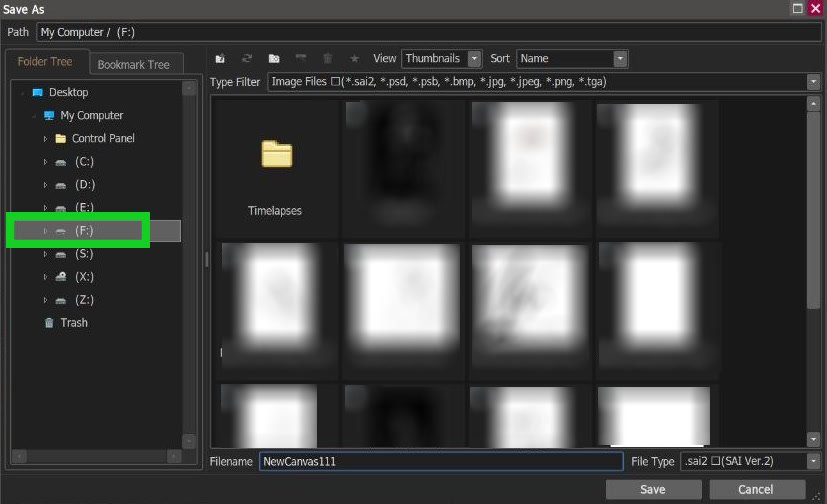 Save As
Path My Computer / (F:)
Folder Tree Bookmark Tree View Thumbnails Sort Name
Type Filter Image Files □(*.sai2, *.psd, *.psb, *.bmp, *.jpg, *.jpeg, *.png, *.tga)
Desktop
My Computer
Control Panel
(C:)
(D:)
(E:)
(F:)
(S:)
(X:)
(Z:)
Trash
Timelapses
Filename NewCanvas111 File Type .sai2 □(SAI Ver.2)
Save Cancel